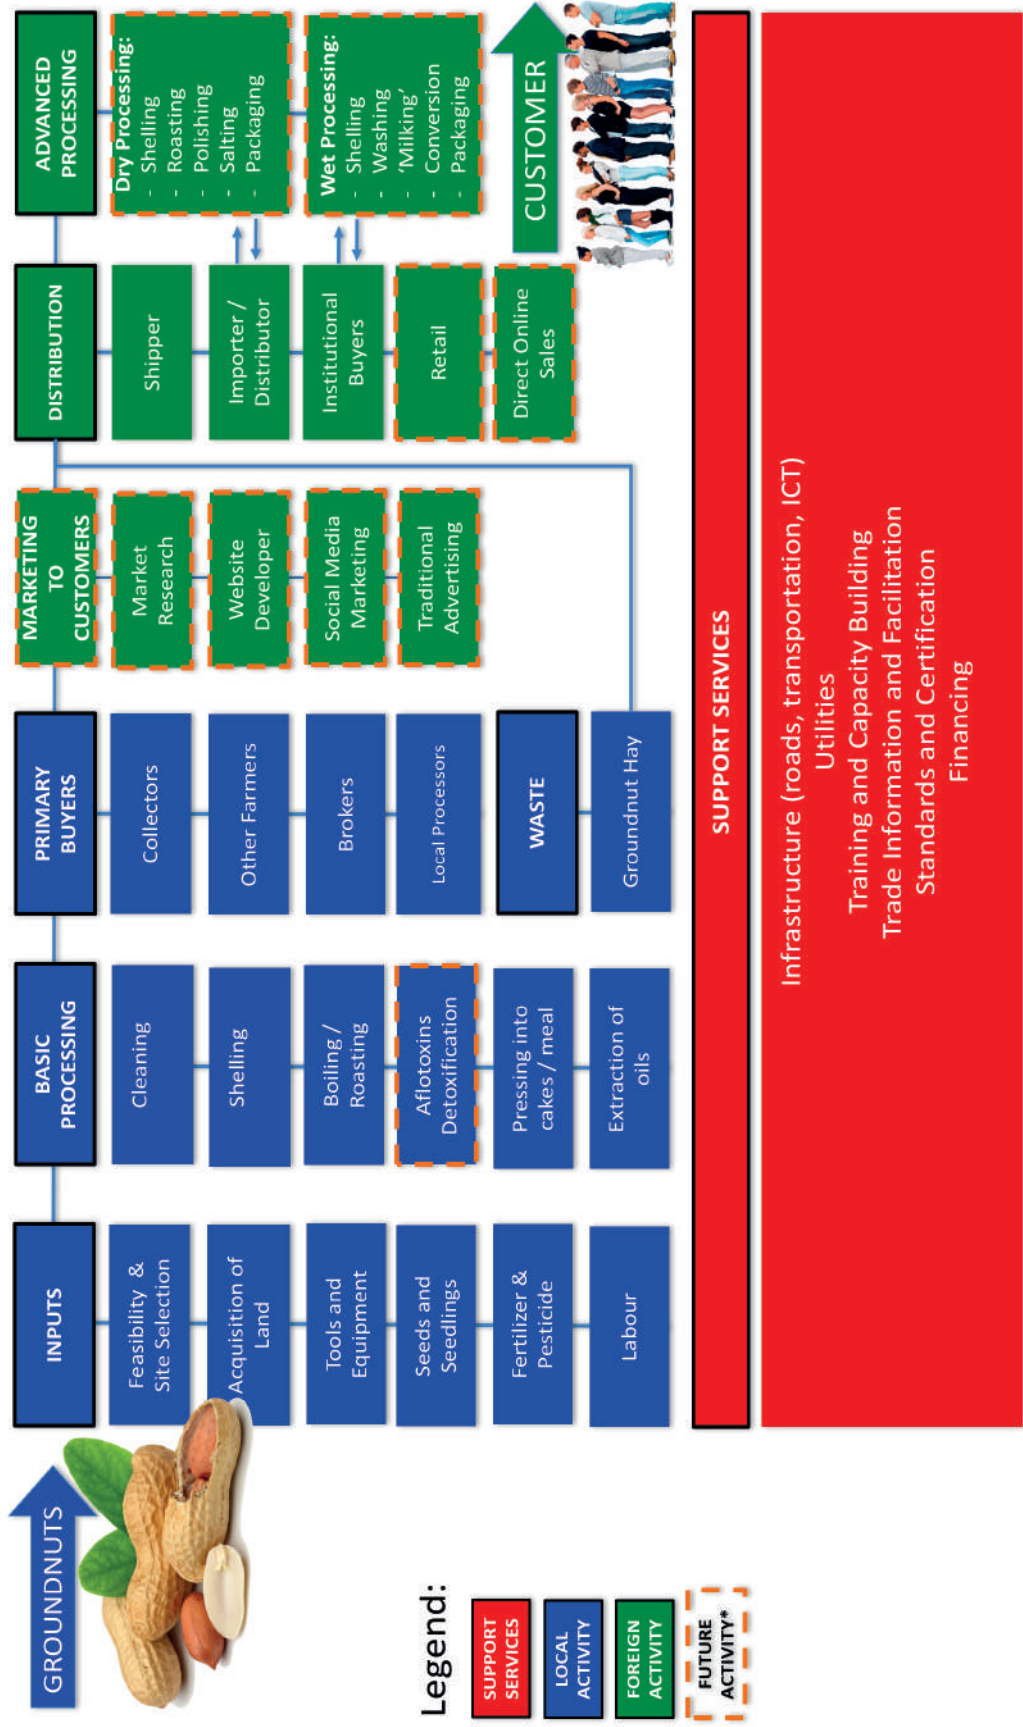 GROUNDNUTS
INPUTS
Feasibility &
Site Selection
Acquisition of
Land
Tools and
Equipment
Seeds and
Seedlings
Fertilizer &
Pesticide
Labour
BASIC
PROCESSING
Cleaning
Shelling
Boiling /
Roasting
Aflotoxins
Detoxification
Pressing into
cakes / meal
Extraction of
oils
PRIMARY
BUYERS
Collectors
Other Farmers
Brokers
Local Processors
WASTE
Groundnut Hay
MARKETING
TO
CUSTOMERS
Market
Research
Website
Developer
Social Media
Marketing
Traditional
Advertising
DISTRIBUTION
Shipper
Importer /
Distributor
Institutional
Buyers
Retail
Direct Online
Sales
ADVANCED
PROCESSING
Dry Processing:
- Shelling
- Roasting
- Polishing
- Salting
- Packaging
Wet Processing:
- Shelling
- Washing
- 'Milking'
- Conversion
- Packaging
CUSTOMER
SUPPORT SERVICES
Infrastructure (roads, transportation, ICT)
Utilities
Training and Capacity Building
Trade Information and Facilitation
Standards and Certification
Financing
Legend:
SUPPORT
SERVICES
LOCAL
ACTIVITY
FOREIGN
ACTIVITY
FUTURE
ACTIVITY*